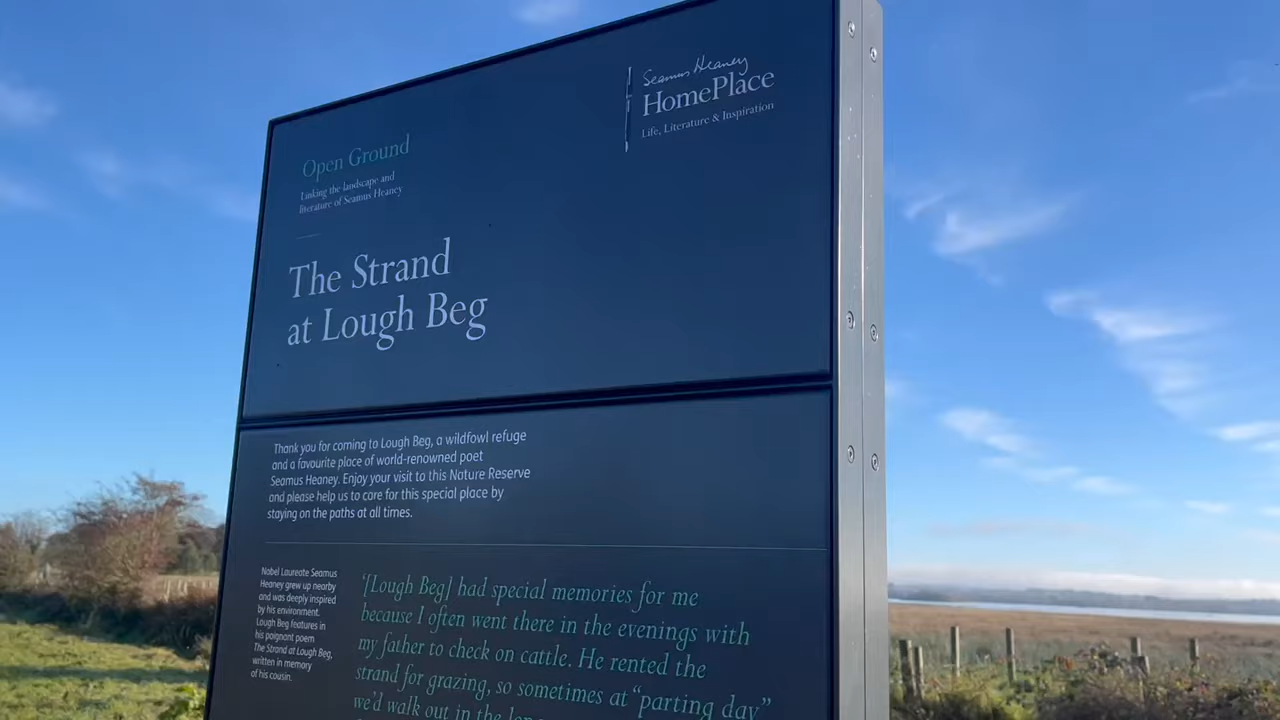 Seamus Heaney
HomePlace
Life, Literature & Inspiration
Open Ground
Linking the landscape and
literature of Seamus Heaney
The Strand
at Lough Beg
Thank you for coming to Lough Beg, a wildfowl refuge
and a favourite place of world-renowned poet
Seamus Heaney. Enjoy your visit to this Nature Reserve
and please help us to care for this special place by
staying on the paths at all times.
Nobel Laureate Seamus
Heaney grew up nearby
and was deeply inspired
by his environment.
Lough Beg features in
his poignant poem
The Strand at Lough Beg,
written in memory
of his cousin.
‘[Lough Beg] had special memories for me
because I often went there in the evenings with
my father to check on cattle. He rented the
strand for grazing, so sometimes at “parting day”
we’d walk out in the